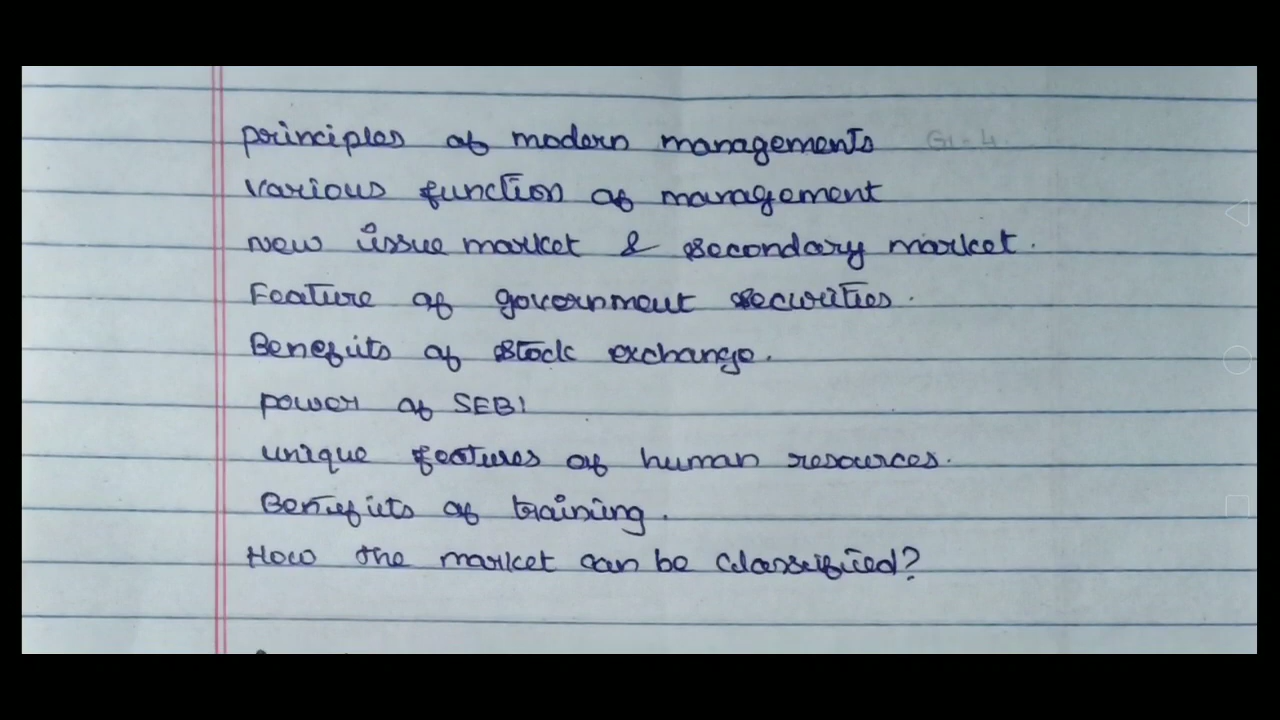 principles of modern managements
various function of management
New issue market & secondary market.
Feature of government securities.
Benefits of stock exchange.
power of SEBI
unique features of human resources.
Benefits of training.
How the market can be classified?